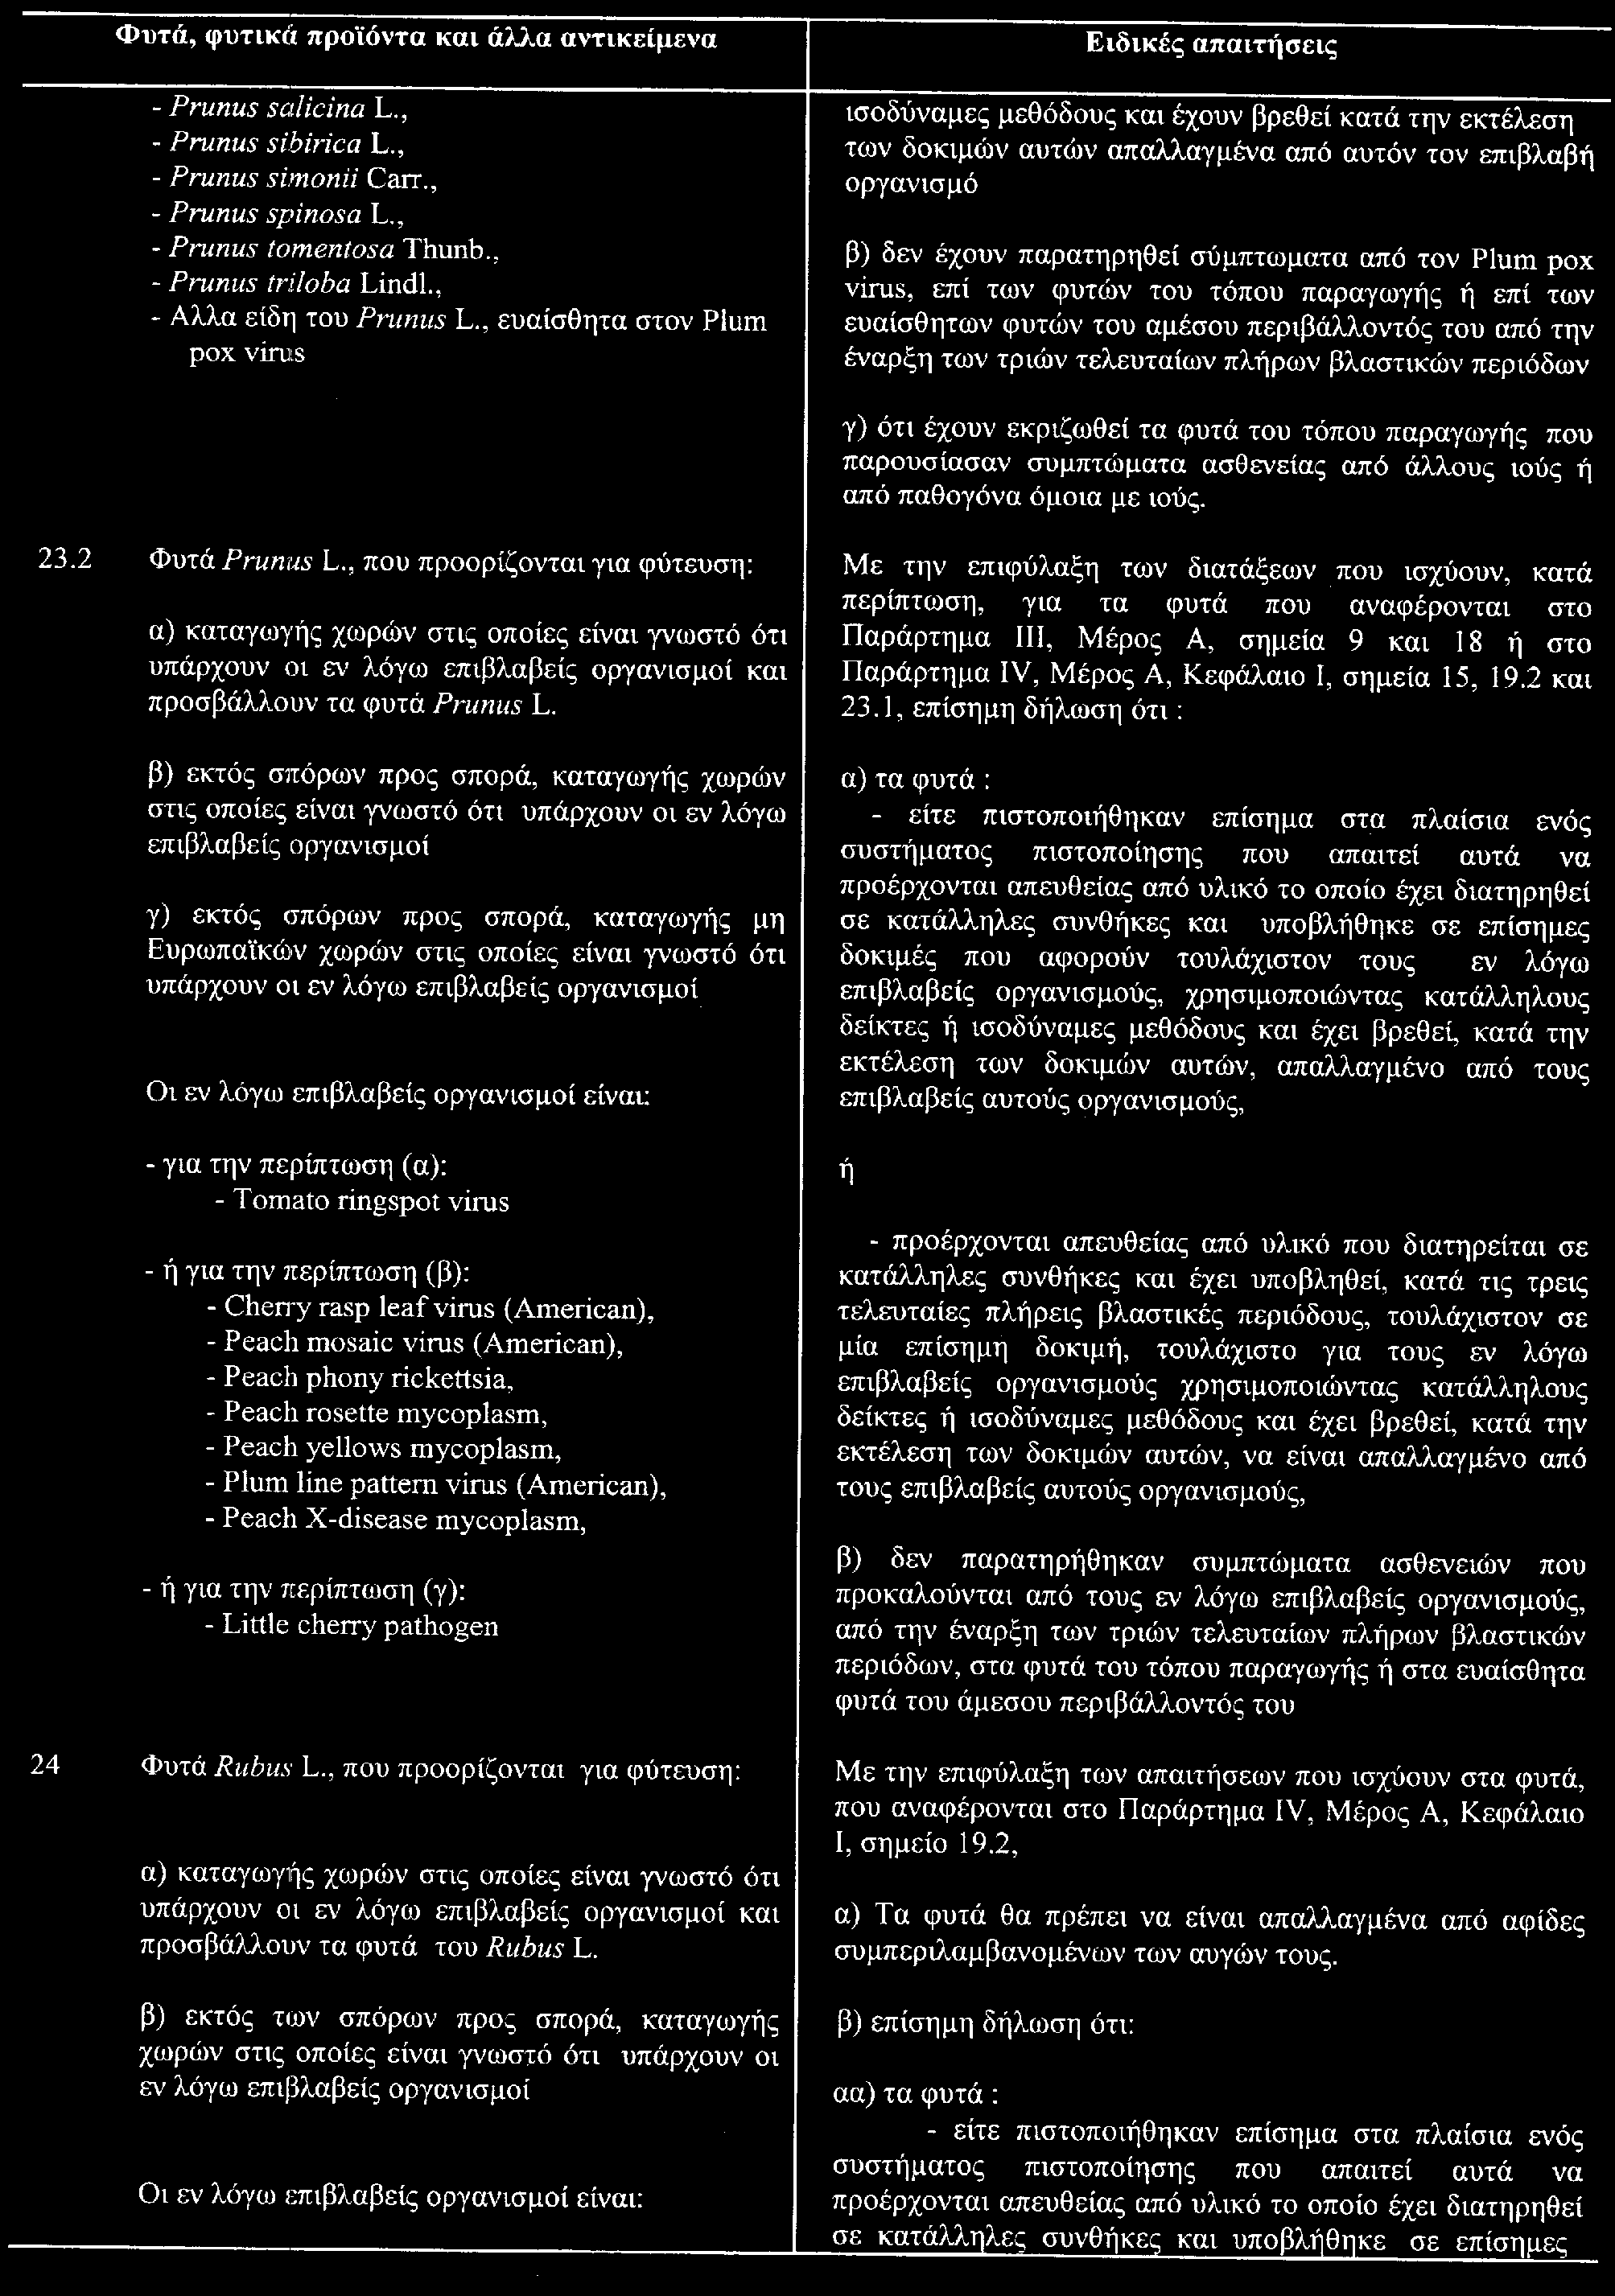 Φυτά, φυτικά προϊόντα και άλλα αντικείμενα
Ειδικές απαιτήσεις
- Prunus salicina L.,
- Prunus sibirica L.,
- Prunus simonii Carr.,
- Prunus spinosa L.,
- Prunus tomentosa Thunb.,
- Prunus triloba Lindl.,
- Αλλα είδη του Prunus L., ευαίσθητα στον Plum
pox virus
ισοδύναμες μεθόδους και έχουν βρεθεί κατά την εκτέλεση
των δοκιμών αυτών απαλλαγμένα από αυτόν τον επιβλαβή
οργανισμό
β) δεν έχουν παρατηρηθεί σύμπτωματα από τον Plum pox
virus, επί των φυτών του τόπου παραγωγής ή επί των
ευαίσθητων φυτών του αμέσου περιβάλλοντός του από την
έναρξη των τριών τελευταίων πλήρων βλαστικών περιόδων
γ) ότι έχουν εκριζωθεί τα φυτά του τόπου παραγωγής που
παρουσίασαν συμπτώματα ασθενείας από άλλους ιούς ή
από παθογόνα όμοια με ιούς.
23.2 Φυτά Prunus L., που προορίζονται για φύτευση:
α) καταγωγής χωρών στις οποίες είναι γνωστό ότι
υπάρχουν οι εν λόγω επιβλαβείς οργανισμοί και
προσβάλλουν τα φυτά Prunus L.
β) εκτός σπόρων προς σπορά, καταγωγής χωρών
στις οποίες είναι γνωστό ότι υπάρχουν οι εν λόγω
επιβλαβείς οργανισμοί
γ) εκτός σπόρων προς σπορά, καταγωγής μη
Ευρωπαϊκών χωρών στις οποίες είναι γνωστό ότι
υπάρχουν οι εν λόγω επιβλαβείς οργανισμοί
Οι εν λόγω επιβλαβείς οργανισμοί είναι:
- για την περίπτωση (α):
- Tomato ringspot virus
- ή για την περίπτωση (β):
- Cherry rasp leaf virus (American),
- Peach mosaic virus (American),
- Peach phony rickettsia,
- Peach rosette mycoplasm,
- Peach yellows mycoplasm,
- Plum line pattern virus (American),
- Peach X-disease mycoplasm,
- ή για την περίπτωση (γ):
- Little cherry pathogen
Με την επιφύλαξη των διατάξεων που ισχύουν, κατά
περίπτωση, για τα φυτά που αναφέρονται στο
Παράρτημα III, Μέρος Α, σημεία 9 και 18 ή στο
Παράρτημα IV, Μέρος Α, Κεφάλαιο Ι, σημεία 15, 19.2 και
23.1, επίσημη δήλωση ότι :
α) τα φυτά :
- είτε πιστοποιήθηκαν επίσημα στα πλαίσια ενός
συστήματος πιστοποίησης που απαιτεί αυτά να
προέρχονται απευθείας από υλικό το οποίο έχει διατηρηθεί
σε κατάλληλες συνθήκες και υποβλήθηκε σε επίσημες
δοκιμές που αφορούν τουλάχιστον τους εν λόγω
επιβλαβείς οργανισμούς, χρησιμοποιώντας κατάλληλους
δείκτες ή ισοδύναμες μεθόδους και έχει βρεθεί, κατά την
εκτέλεση των δοκιμών αυτών, απαλλαγμένο από τους
επιβλαβείς αυτούς οργανισμούς,
ή
- προέρχονται απευθείας από υλικό που διατηρείται σε
κατάλληλες συνθήκες και έχει υποβληθεί, κατά τις τρεις
τελευταίες πλήρεις βλαστικές περιόδους, τουλάχιστον σε
μία επίσημη δοκιμή, τουλάχιστο για τους εν λόγω
επιβλαβείς οργανισμούς χρησιμοποιώντας κατάλληλους
δείκτες ή ισοδύναμες μεθόδους και έχει βρεθεί, κατά την
εκτέλεση των δοκιμών αυτών, να είναι απαλλαγμένο από
τους επιβλαβείς αυτούς οργανισμούς,
β) δεν παρατηρήθηκαν συμπτώματα ασθενειών που
προκαλούνται από τους εν λόγω επιβλαβείς οργανισμούς,
από την έναρξη των τριών τελευταίων πλήρων βλαστικών
περιόδων, στα φυτά του τόπου παραγωγής ή στα ευαίσθητα
φυτά του άμεσου περιβάλλοντός του
24 Φυτά Rubus L., που προορίζονται για φύτευση:
α) καταγωγής χωρών στις οποίες είναι γνωστό ότι
υπάρχουν οι εν λόγω επιβλαβείς οργανισμοί και
προσβάλλουν τα φυτά του Rubus L.
β) εκτός των σπόρων προς σπορά, καταγωγής
χωρών στις οποίες είναι γνωστό ότι υπάρχουν οι
εν λόγω επιβλαβείς οργανισμοί
Οι εν λόγω επιβλαβείς οργανισμοί είναι:
Με την επιφύλαξη των απαιτήσεων που ισχύουν στα φυτά,
που αναφέρονται στο Παράρτημα IV, Μέρος Α, Κεφάλαιο
Ι, σημείο 19.2,
α) Τα φυτά θα πρέπει να είναι απαλλαγμένα από αφίδες
συμπεριλαμβανομένων των αυγών τους.
β) επίσημη δήλωση ότι:
αα) τα φυτά :
- είτε πιστοποιήθηκαν επίσημα στα πλαίσια ενός
συστήματος πιστοποίησης που απαιτεί αυτά να
προέρχονται απευθείας από υλικό το οποίο έχει διατηρηθεί
σε κατάλληλες συνθήκες και υποβλήθηκε σε επίσημες